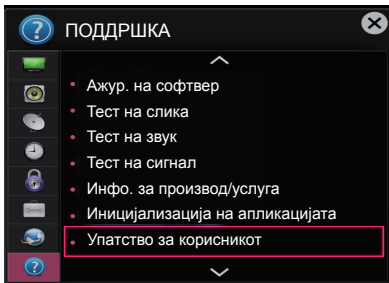 ПОДДРШКА
Ажур. на софтвер
Тест на слика
Тест на звук
Тест на сигнал
Инфо. за производ/услуга
Иницијализација на апликацијата
Упатство за корисникот